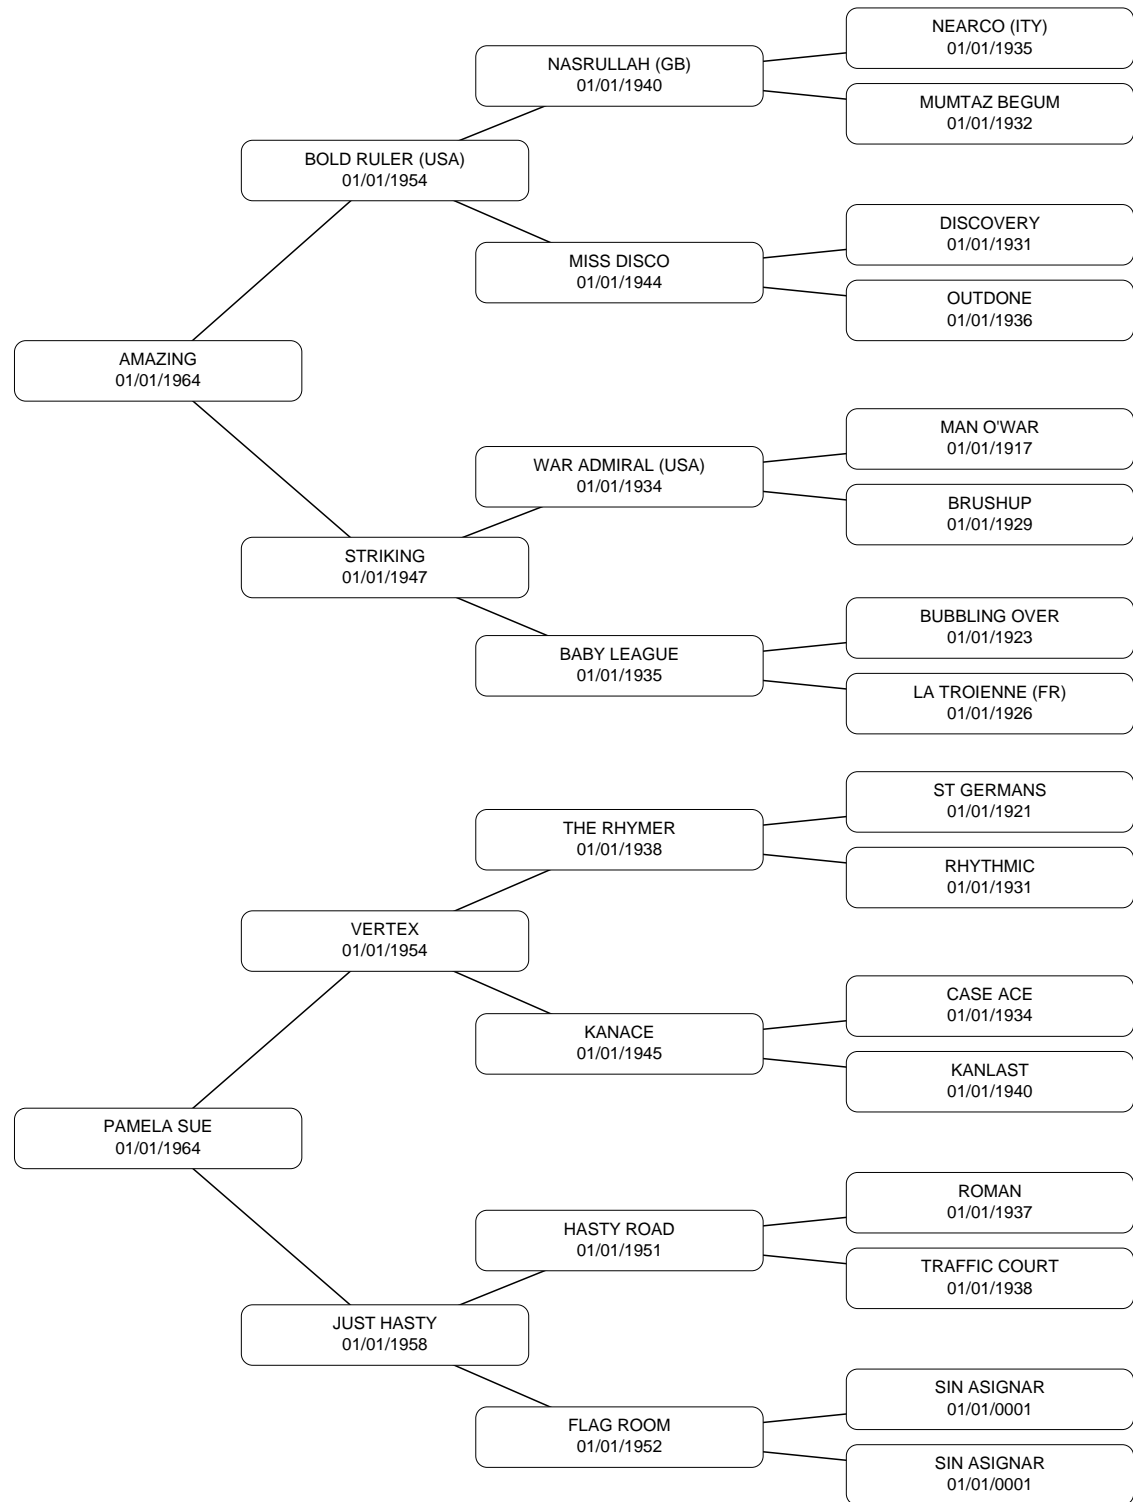 NEARCO (ITY)
01/01/1935
NASRULLAH (GB)
01/01/1940
MUMTAZ BEGUM
01/01/1932
BOLD RULER (USA)
01/01/1954
DISCOVERY
01/01/1931
MISS DISCO
01/01/1944
OUTDONE
01/01/1936
AMAZING
01/01/1964
MAN O'WAR
01/01/1917
WAR ADMIRAL (USA)
01/01/1934
BRUSHUP
01/01/1929
STRIKING
01/01/1947
BUBBLING OVER
01/01/1923
BABY LEAGUE
01/01/1935
LA TROIENNE (FR)
01/01/1926
ST GERMANS
01/01/1921
THE RHYMER
01/01/1938
RHYTHMIC
01/01/1931
VERTEX
01/01/1954
CASE ACE
01/01/1934
KANACE
01/01/1945
KANLAST
01/01/1940
PAMELA SUE
01/01/1964
ROMAN
01/01/1937
HASTY ROAD
01/01/1951
TRAFFIC COURT
01/01/1938
JUST HASTY
01/01/1958
SIN ASIGNAR
01/01/0001
FLAG ROOM
01/01/1952
SIN ASIGNAR
01/01/0001